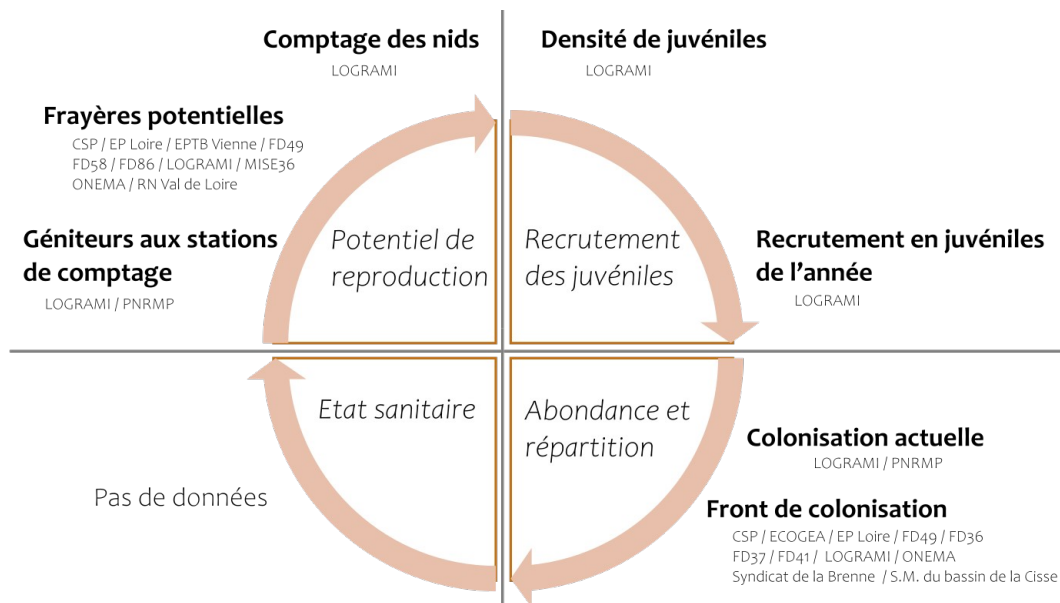 Comptage des nids
LOGRAMI
Densité de juvéniles
LOGRAMI
Frayères potentielles
CSP / EP Loire / EPTB Vienne / FD49
FD58 / FD86 / LOGRAMI / MISE36
ONEMA / RN Val de Loire
Géniteurs aux stations
de comptage
LOGRAMI / PNRMP
Potentiel de
reproduction
Recrutement
des juvéniles
Recrutement en juvéniles
de l'année
LOGRAMI
Etat sanitaire
Abondance et
répartition
Pas de données
Colonisation actuelle
LOGRAMI / PNRMP
Front de colonisation
CSP / ECOGEA / EP Loire / FD49 / FD36
FD37 / FD41 / LOGRAMI / ONEMA
Syndicat de la Brenne / S.M. du bassin de la Cisse